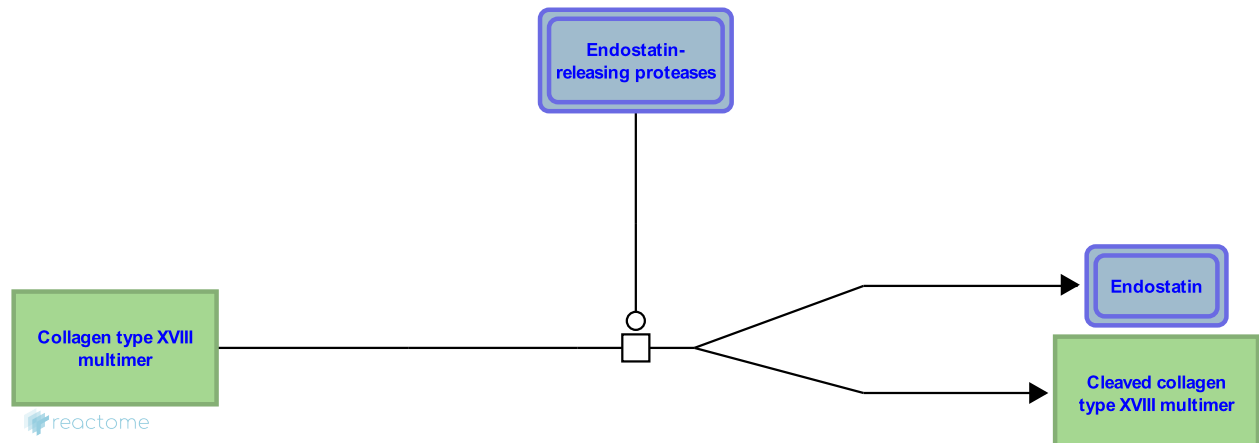 Endostatin-
releasing proteases
Endostatin
Collagen type XVIII
multimer
Cleaved collagen
type XVIII multimer
reactome